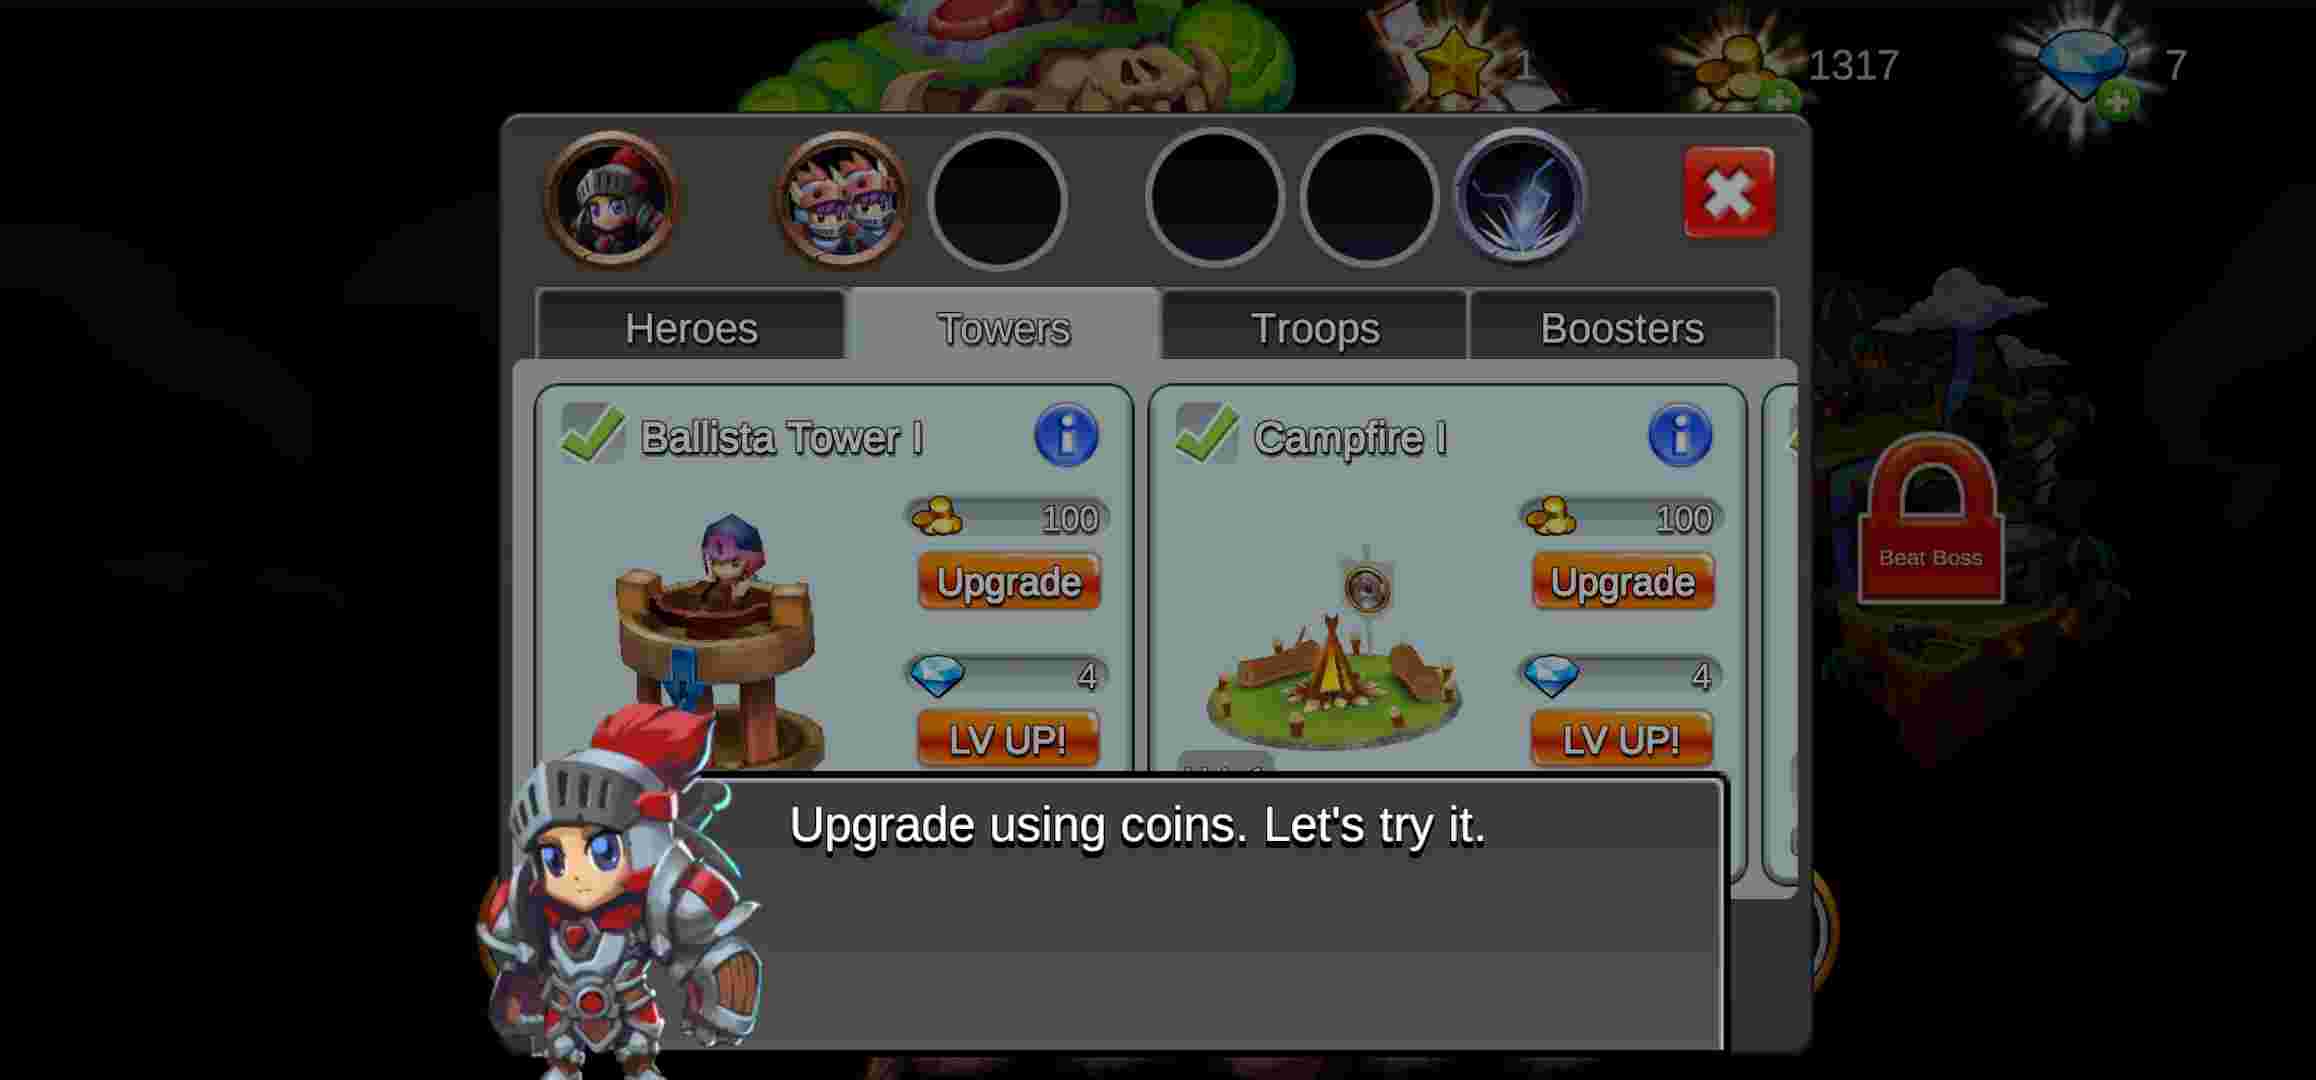 1
1317
7
Heroes
Towers
Troops
Boosters
Ballista Tower I
Campfire I
100
100
Upgrade
Upgrade
Beat Boss
4
4
LV UP!
LV UP!
Upgrade using coins. Let's try it.